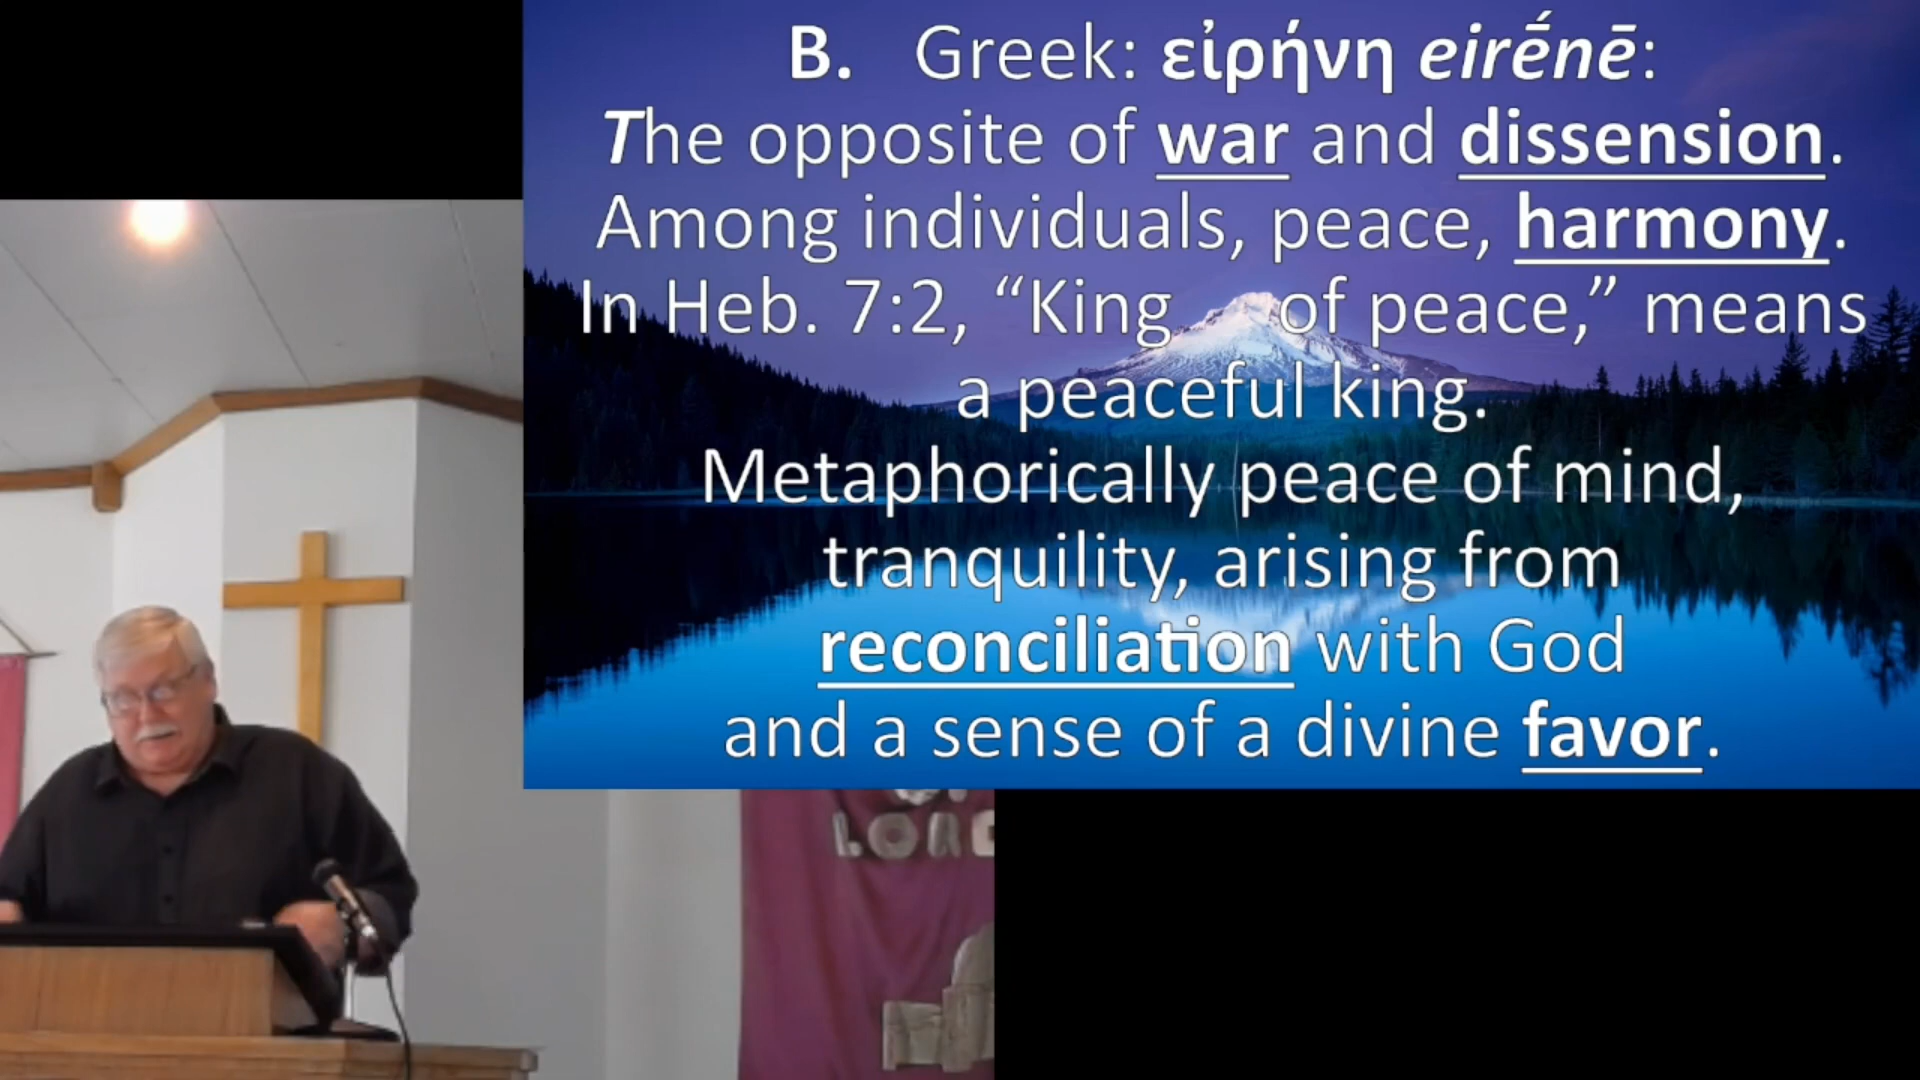 B. Greek: εἰρήνη eirḗnē:
The opposite of war and dissension.
Among individuals, peace, harmony.
In Heb. 7:2, “King of peace,” means
a peaceful king.
Metaphorically peace of mind,
tranquility, arising from
reconciliation with God
and a sense of a divine favor.
LORD